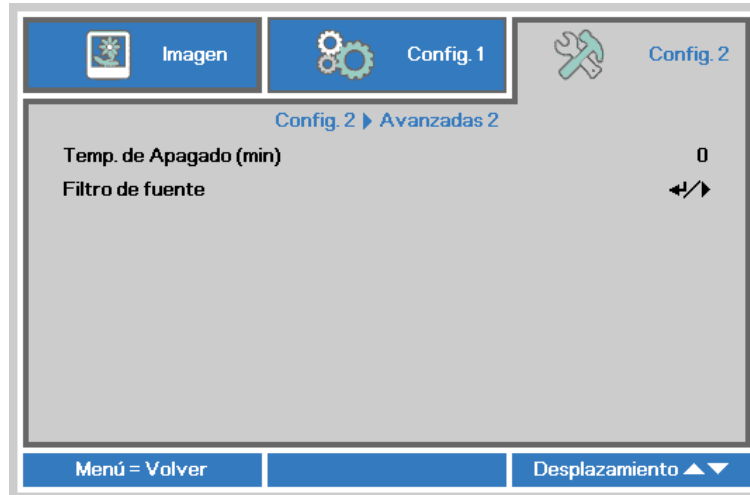 Imagen
Config. 1
Config. 2
Config. 2 ▶ Avanzadas 2
Temp. de Apagado (min) 0
Filtro de fuente ↵/▶
Menú = Volver
Desplazamiento ▲▼